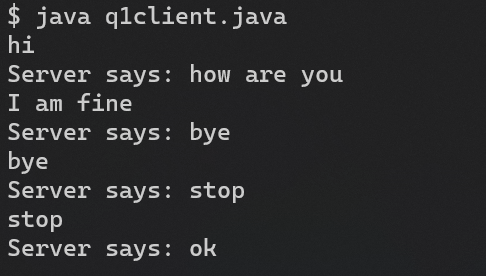 $ java q1client.java
hi
Server says: how are you
I am fine
Server says: bye
bye
Server says: stop
stop
Server says: ok